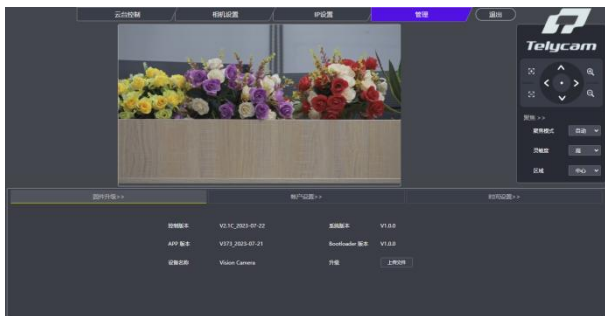 云台控制 相机设置 IP设置 管理 退出
Telycam
聚焦 >>
聚焦模式 自动
灵敏度 高
区域 中心
固件升级>> 帐户设置>> 时间设置>>
控制版本 V2.1C_2023-07-22 系统版本 V1.0.0
APP 版本 V373_2023-07-21 Bootloader 版本 V1.0.0
设备名称 Vision Camera 升级 上传文件